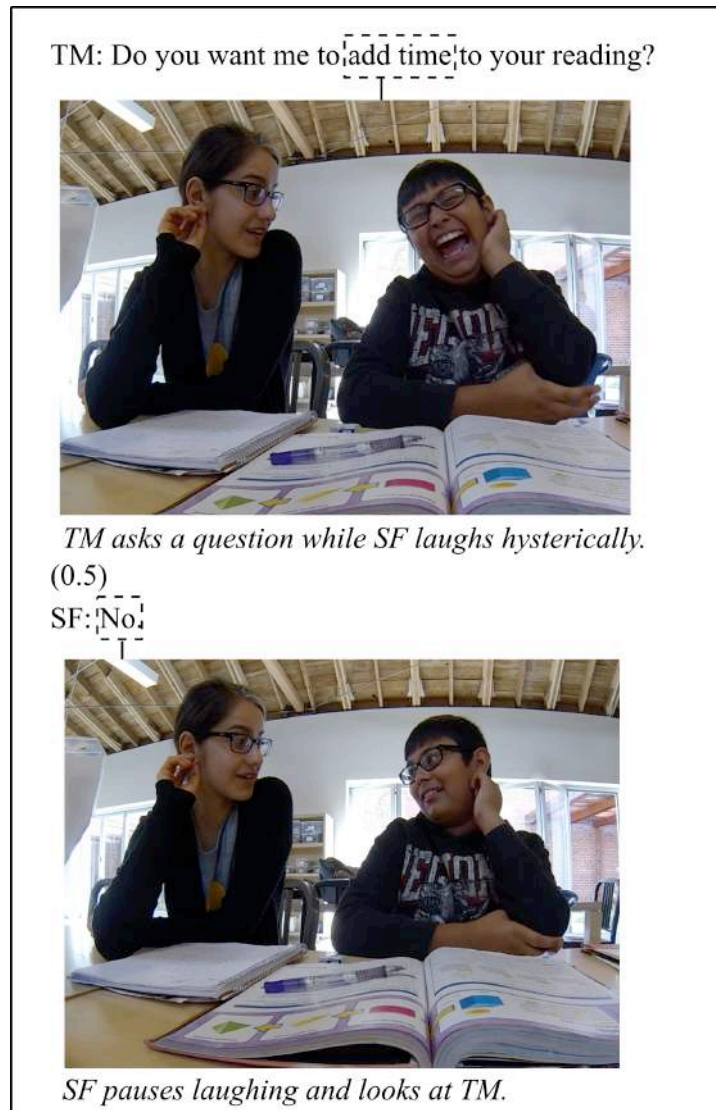 TM: Do you want me to add time to your reading?
TM asks a question while SF laughs hysterically.
(0.5)
SF: No.
SF pauses laughing and looks at TM.